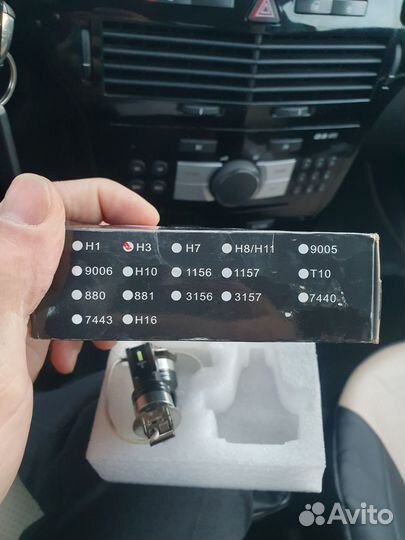 H1 H3 H7 H8/H11 9005
9006 H10 1156 1157 T10
880 881 3156 3157 7440
7443 H16
Avito